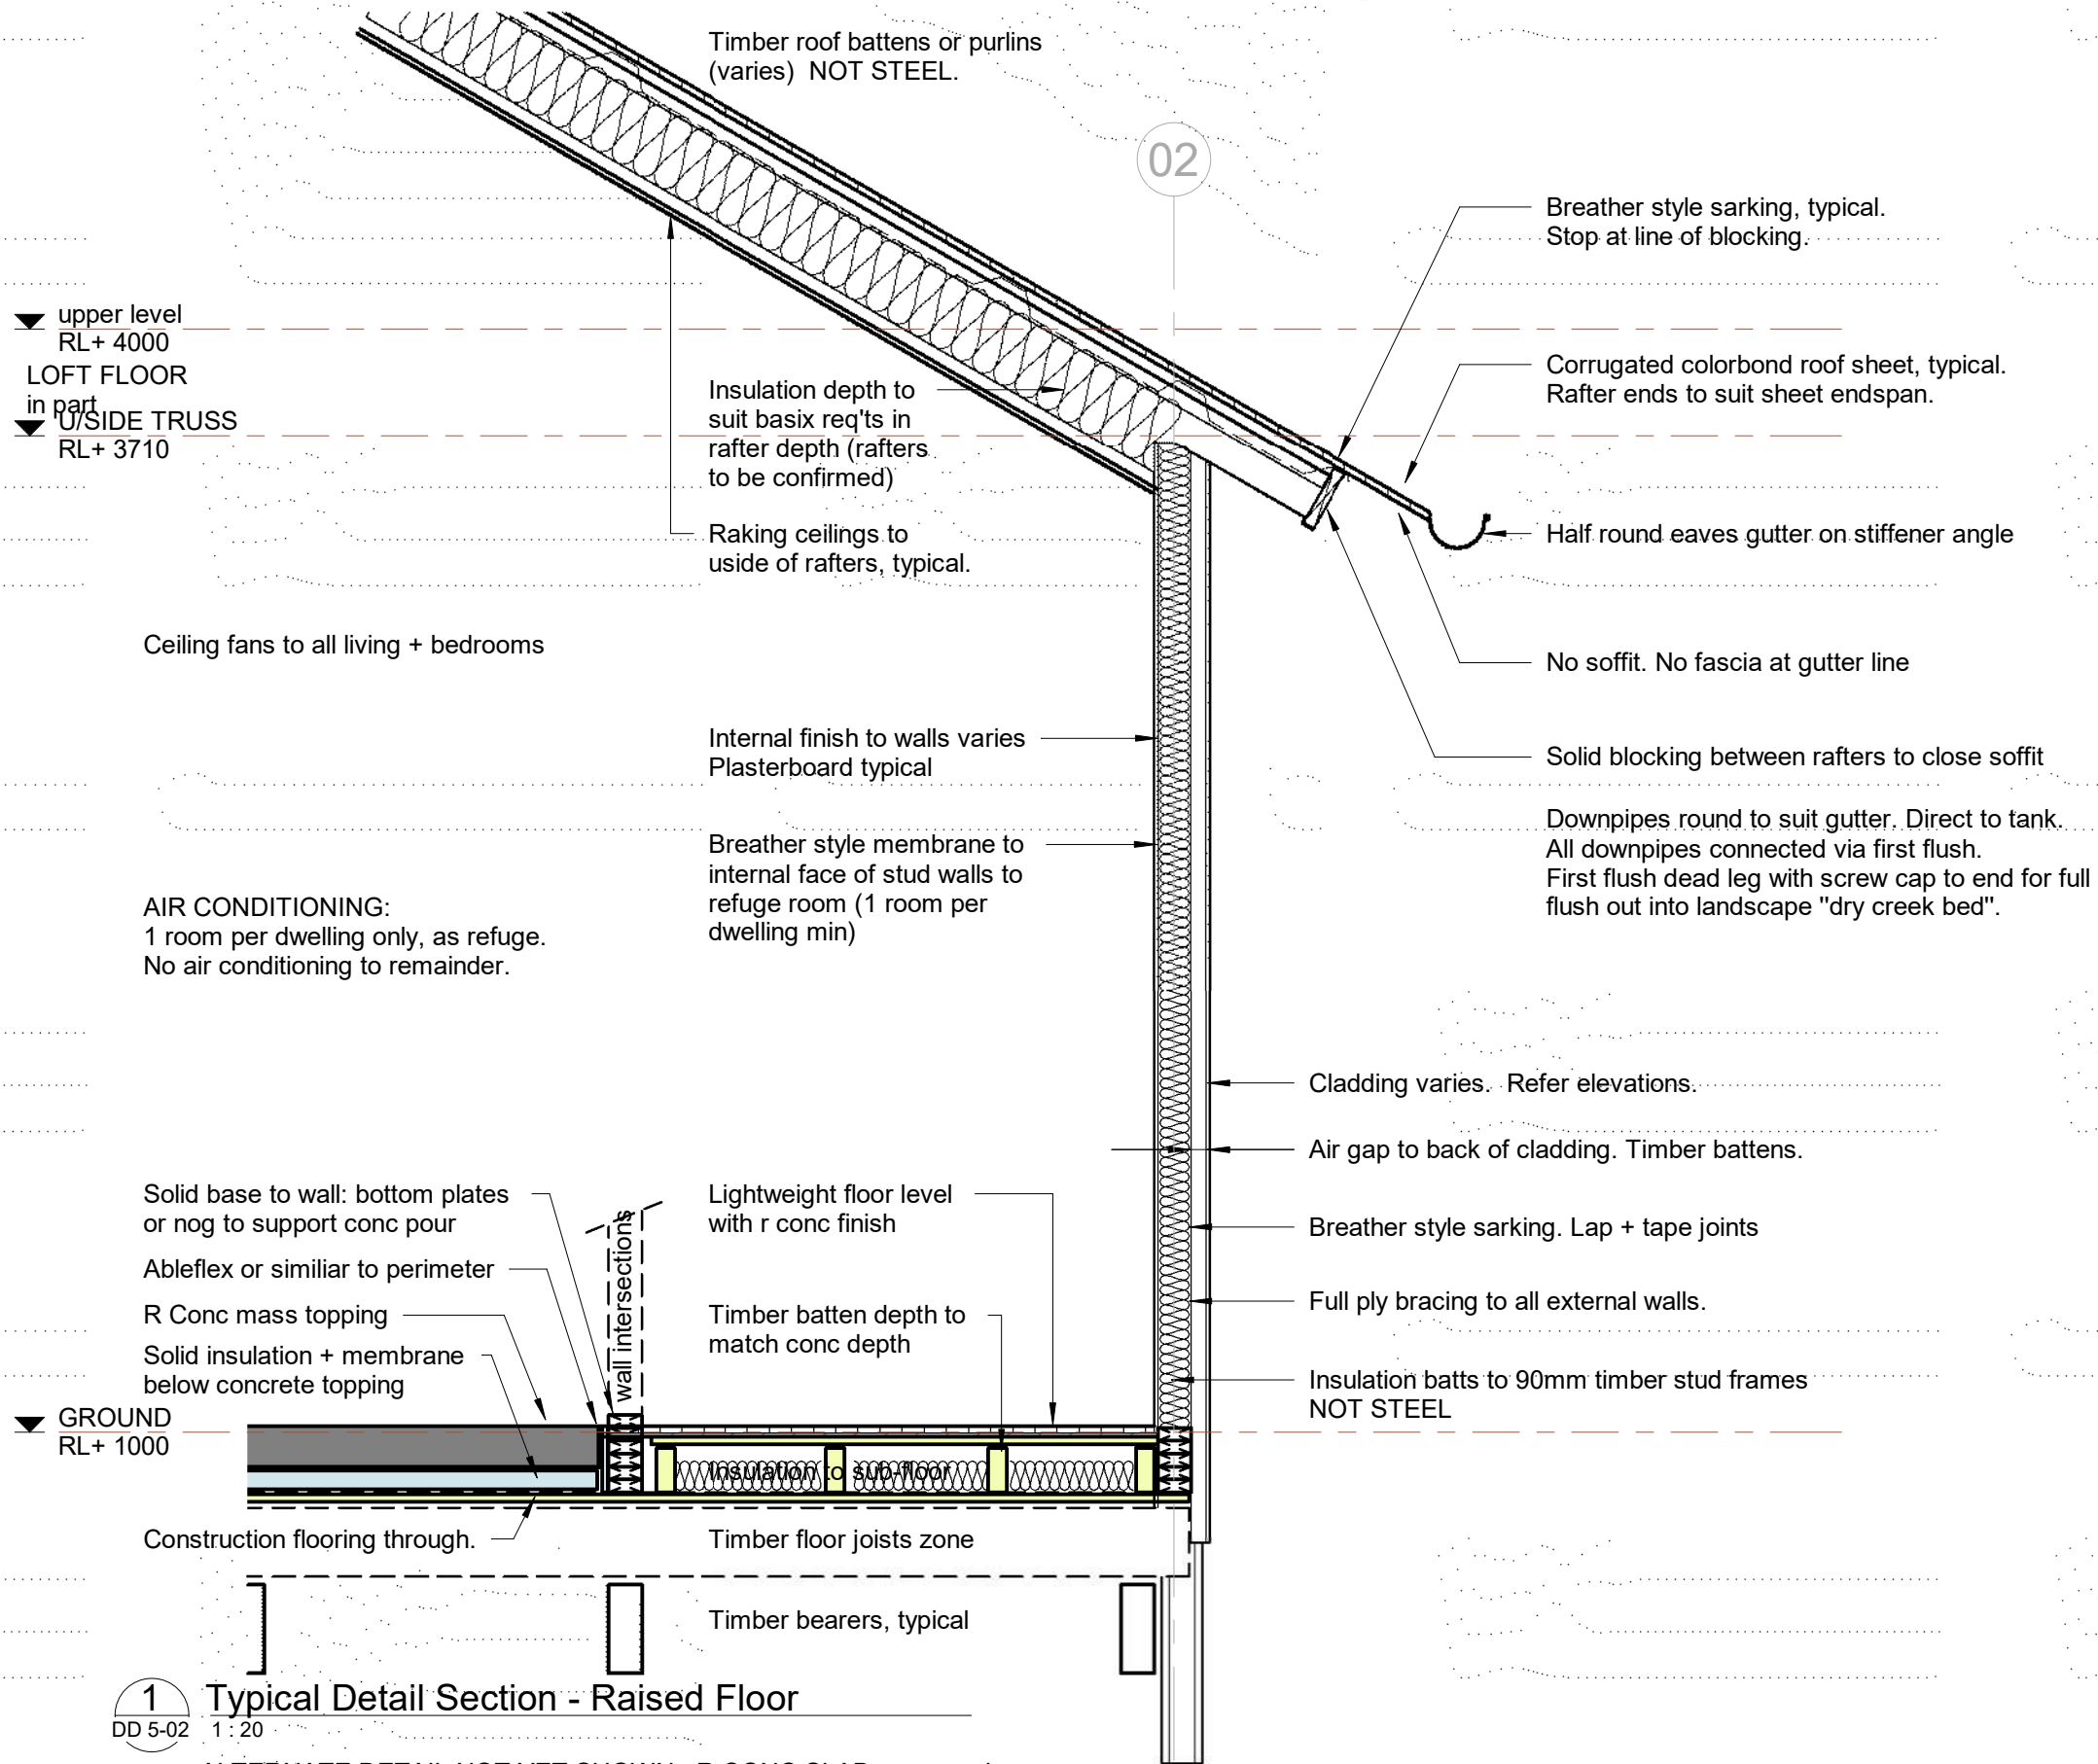 Timber roof battens or purlins
(varies) NOT STEEL.
02
Breather style sarking, typical.
Stop at line of blocking.
upper level
RL+ 4000
LOFT FLOOR
in part
U/SIDE TRUSS
RL+ 3710
Corrugated colorbond roof sheet, typical.
Rafter ends to suit sheet endspan.
Insulation depth to
suit basix req'ts in
rafter depth (rafters
to be confirmed)
Half round eaves gutter on stiffener angle
Raking ceilings to
uside of rafters, typical.
Ceiling fans to all living + bedrooms
No soffit. No fascia at gutter line
Internal finish to walls varies
Plasterboard typical
Solid blocking between rafters to close soffit
Downpipes round to suit gutter. Direct to tank.
All downpipes connected via first flush.
First flush dead leg with screw cap to end for full
flush out into landscape "dry creek bed".
Breather style membrane to
internal face of stud walls to
refuge room (1 room per
dwelling min)
AIR CONDITIONING:
1 room per dwelling only, as refuge.
No air conditioning to remainder.
Cladding varies. Refer elevations.
Air gap to back of cladding. Timber battens.
Solid base to wall: bottom plates
or nog to support conc pour
Lightweight floor level
with r conc finish
Breather style sarking. Lap + tape joints
Ableflex or similiar to perimeter
wall intersections
R Conc mass topping
Timber batten depth to
match conc depth
Full ply bracing to all external walls.
Solid insulation + membrane
below concrete topping
Insulation batts to 90mm timber stud frames
NOT STEEL
GROUND
RL+ 1000
Insulation to sub-floor
Construction flooring through.
Timber floor joists zone
Timber bearers, typical
1
DD 5-02
Typical Detail Section - Raised Floor
1 : 20